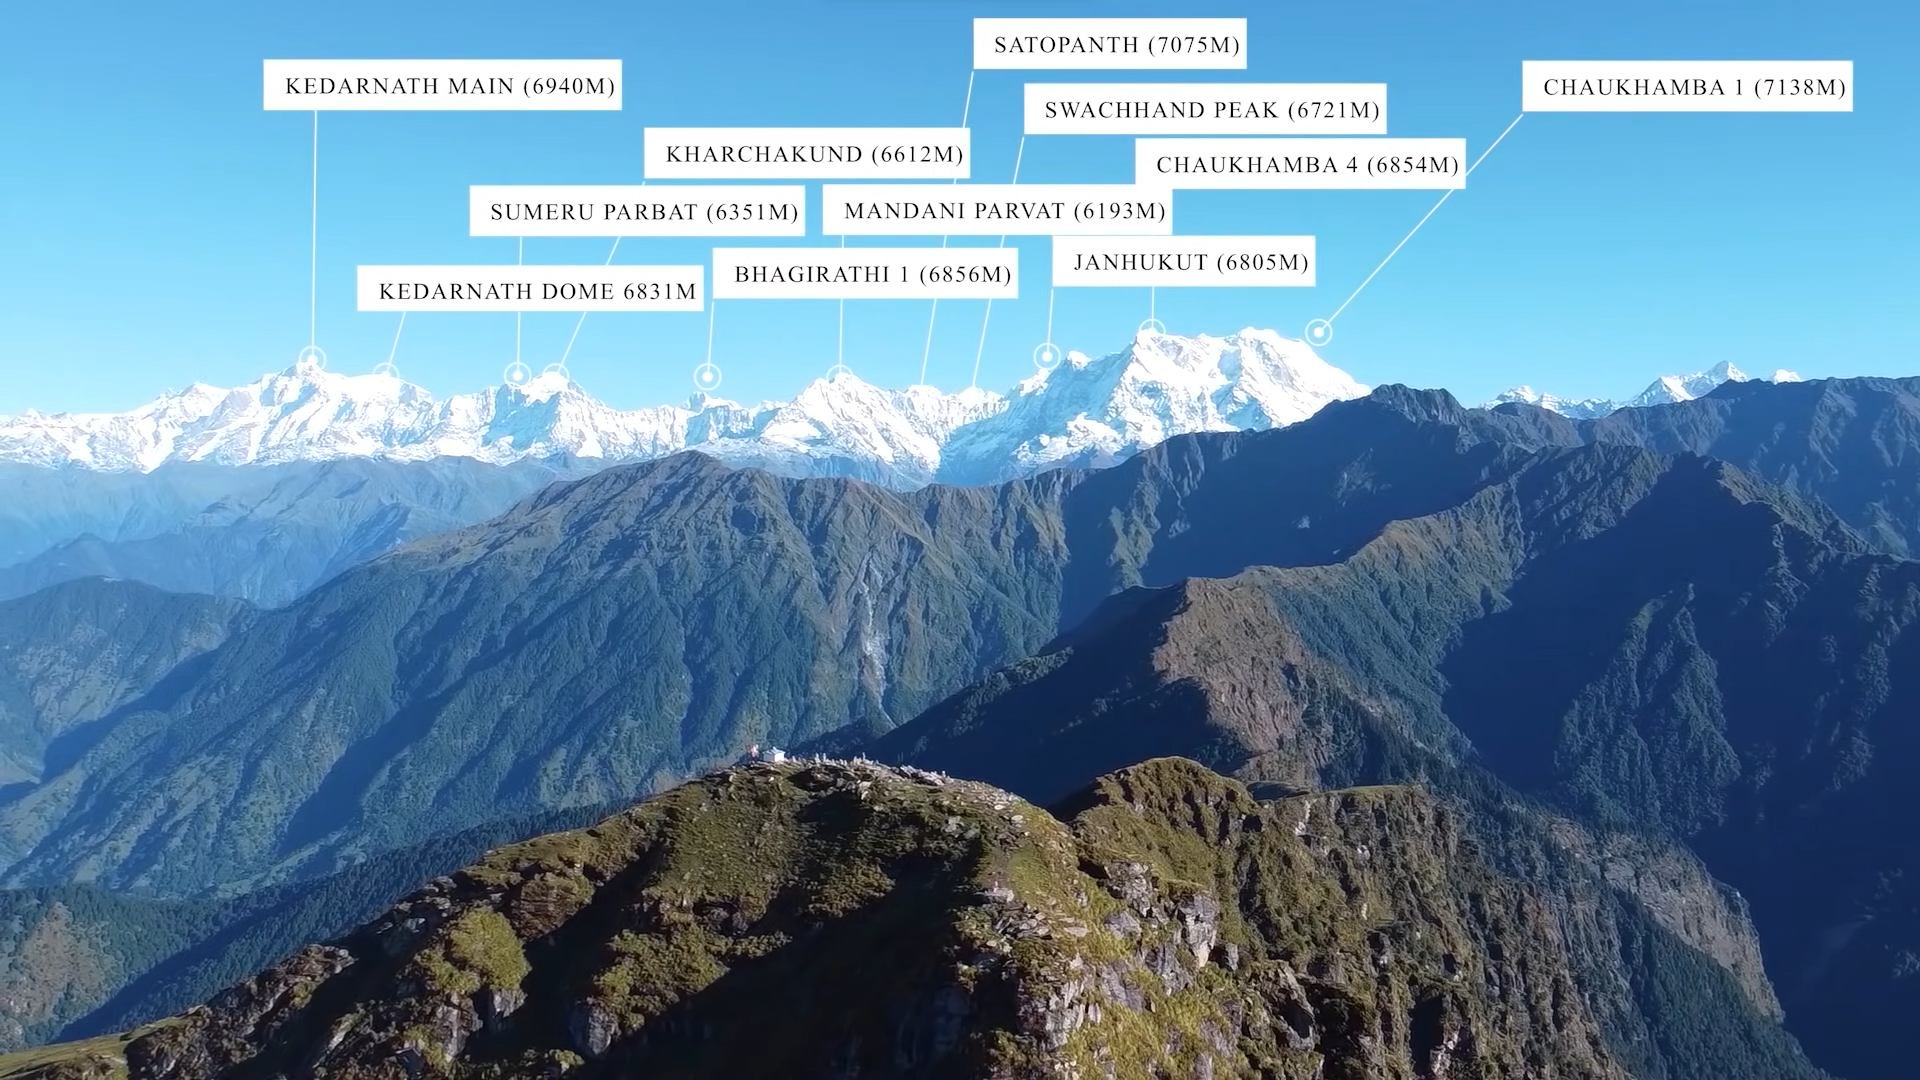 SATOPANTH (7075M)
KEDARNATH MAIN (6940M)
CHAUKHAMBA 1 (7138M)
SWACHHAND PEAK (6721M)
KHARCHAKUND (6612M)
CHAUKHAMBA 4 (6854M)
SUMERU PARBAT (6351M)
MANDANI PARVAT (6193M)
JANHUKUT (6805M)
BHAGIRATHI 1 (6856M)
KEDARNATH DOME 6831M